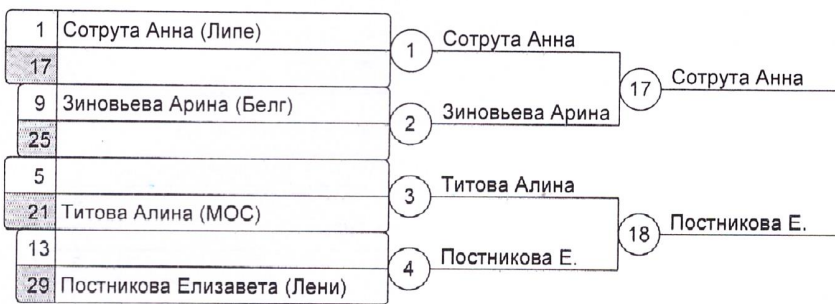 1 Сотрута Анна (Липе)
17
1 Сотрута Анна
9 Зиновьева Арина (Белг)
25
2 Зиновьева Арина
17 Сотрута Анна
5
21 Титова Алина (МОС)
3 Титова Алина
13
29 Постникова Елизавета (Лени)
4 Постникова Е.
18 Постникова Е.